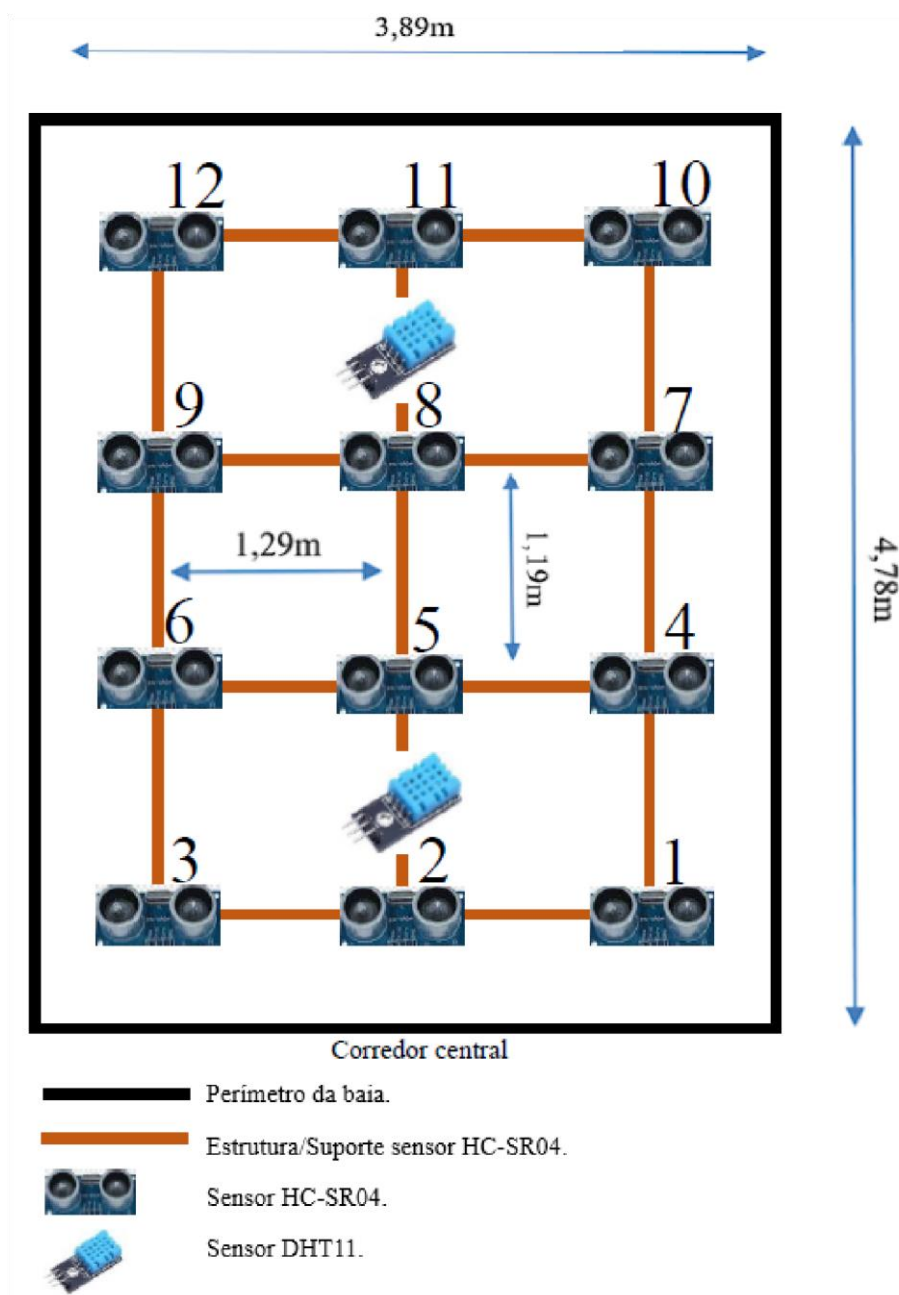 3,89m
12 11 10
9 8 7
1,29m
1,19m
4,78m
6 5 4
3 2 1
Corredor central
Perímetro da baia.
Estrutura/Suporte sensor HC-SR04.
Sensor HC-SR04.
Sensor DHT11.